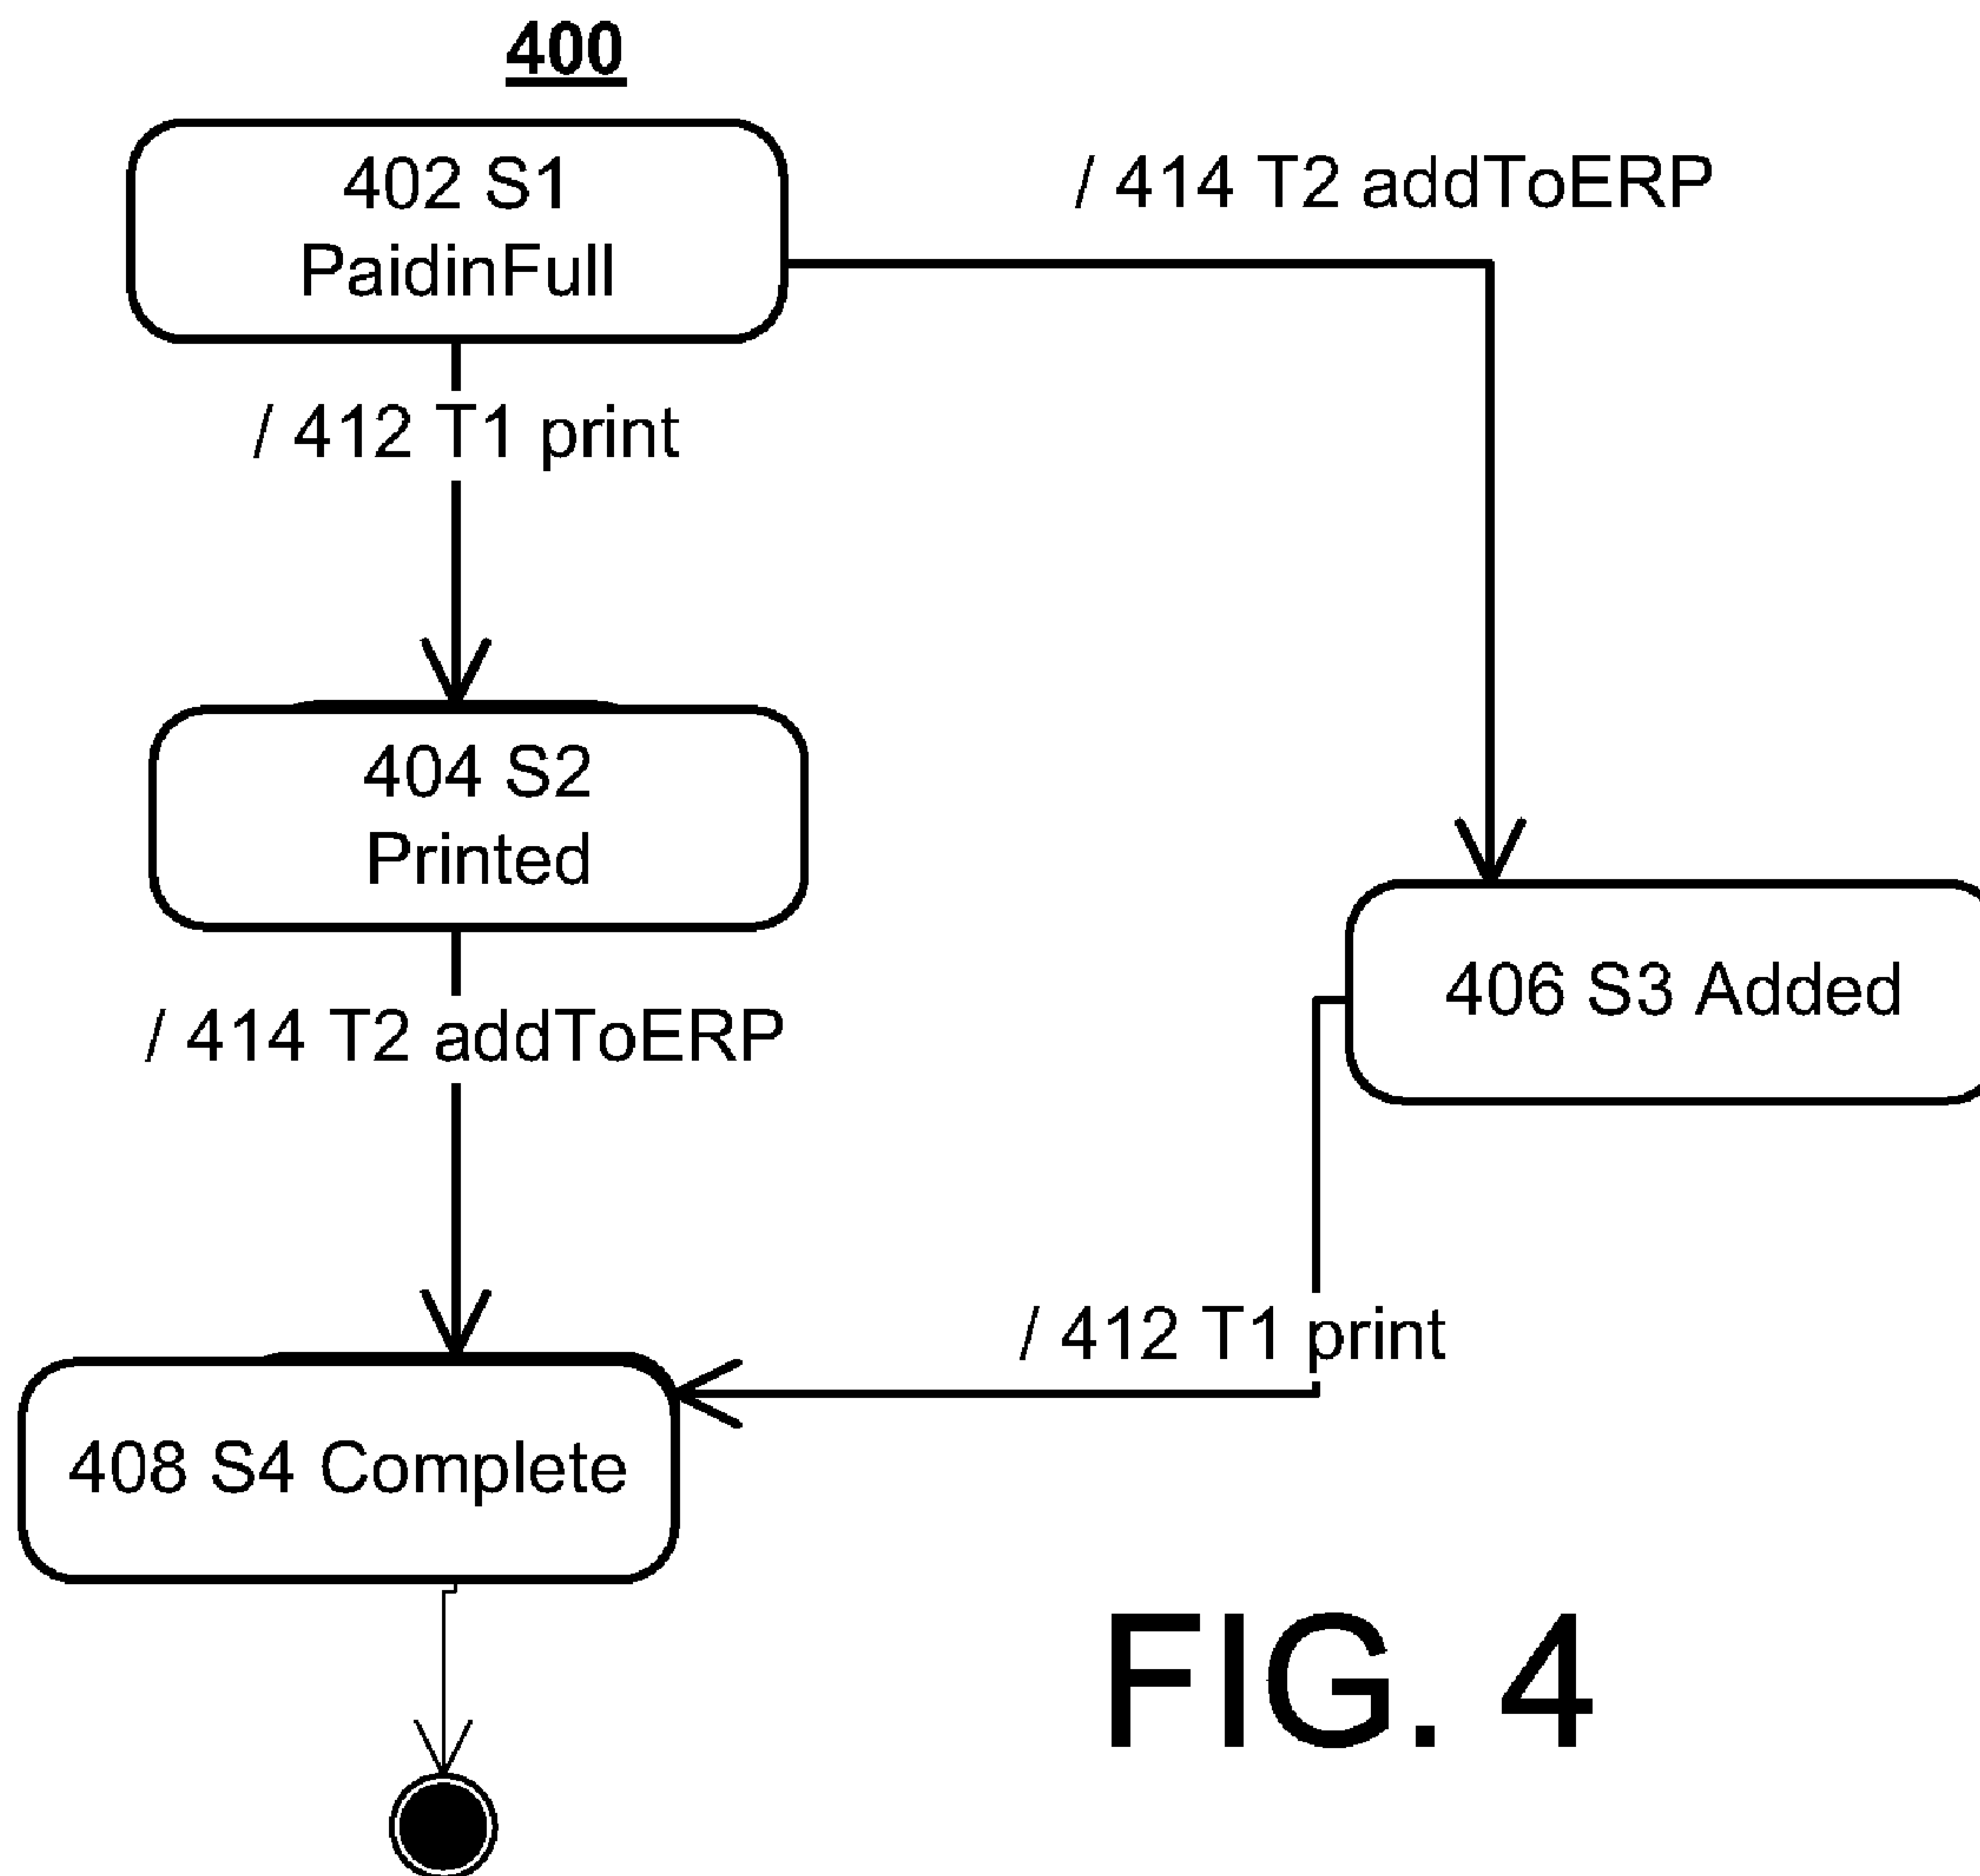 400
402 S1
PaidinFull
/ 414 T2 addToERP
/ 412 T1 print
404 S2
Printed
406 S3 Added
/ 414 T2 addToERP
/ 412 T1 print
408 S4 Complete
FIG. 4